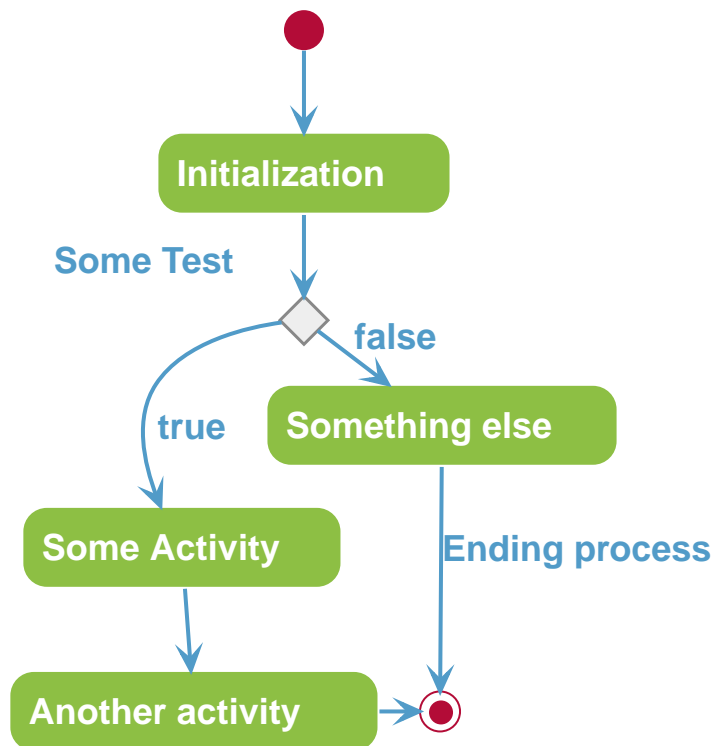 Initialization
Some Test
false
true
Something else
Some Activity
Ending process
Another activity